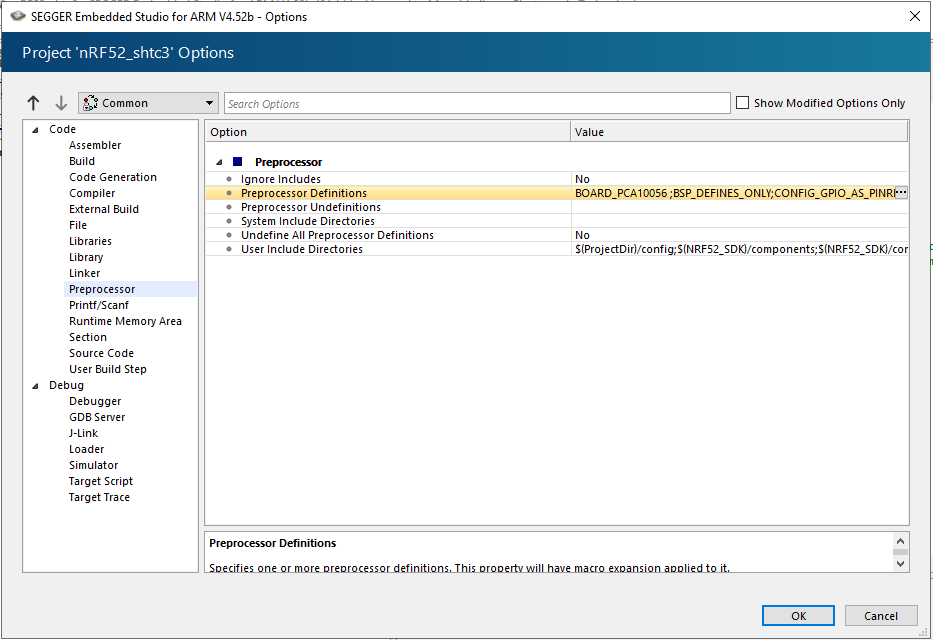 SEGGER Embedded Studio for ARM V4.52b - Options
Project 'nRF52_shtc3' Options
Common
Search Options
Show Modified Options Only
Code
Assembler
Build
Code Generation
Compiler
External Build
File
Libraries
Library
Linker
Preprocessor
Printf/Scanf
Runtime Memory Area
Section
Source Code
User Build Step
Debug
Debugger
GDB Server
J-Link
Loader
Simulator
Target Script
Target Trace
Option Value
Preprocessor
Ignore Includes No
Preprocessor Definitions BOARD_PCA10056 ;BSP_DEFINES_ONLY;CONFIG_GPIO_AS_PINR ...
Preprocessor Undefinitions
System Include Directories
Undefine All Preprocessor Definitions No
User Include Directories $(ProjectDir)/config;$(NRF52_SDK)/components;$(NRF52_SDK)/cor
Preprocessor Definitions
Specifies one or more preprocessor definitions. This property will have macro expansion applied to it.
OK Cancel